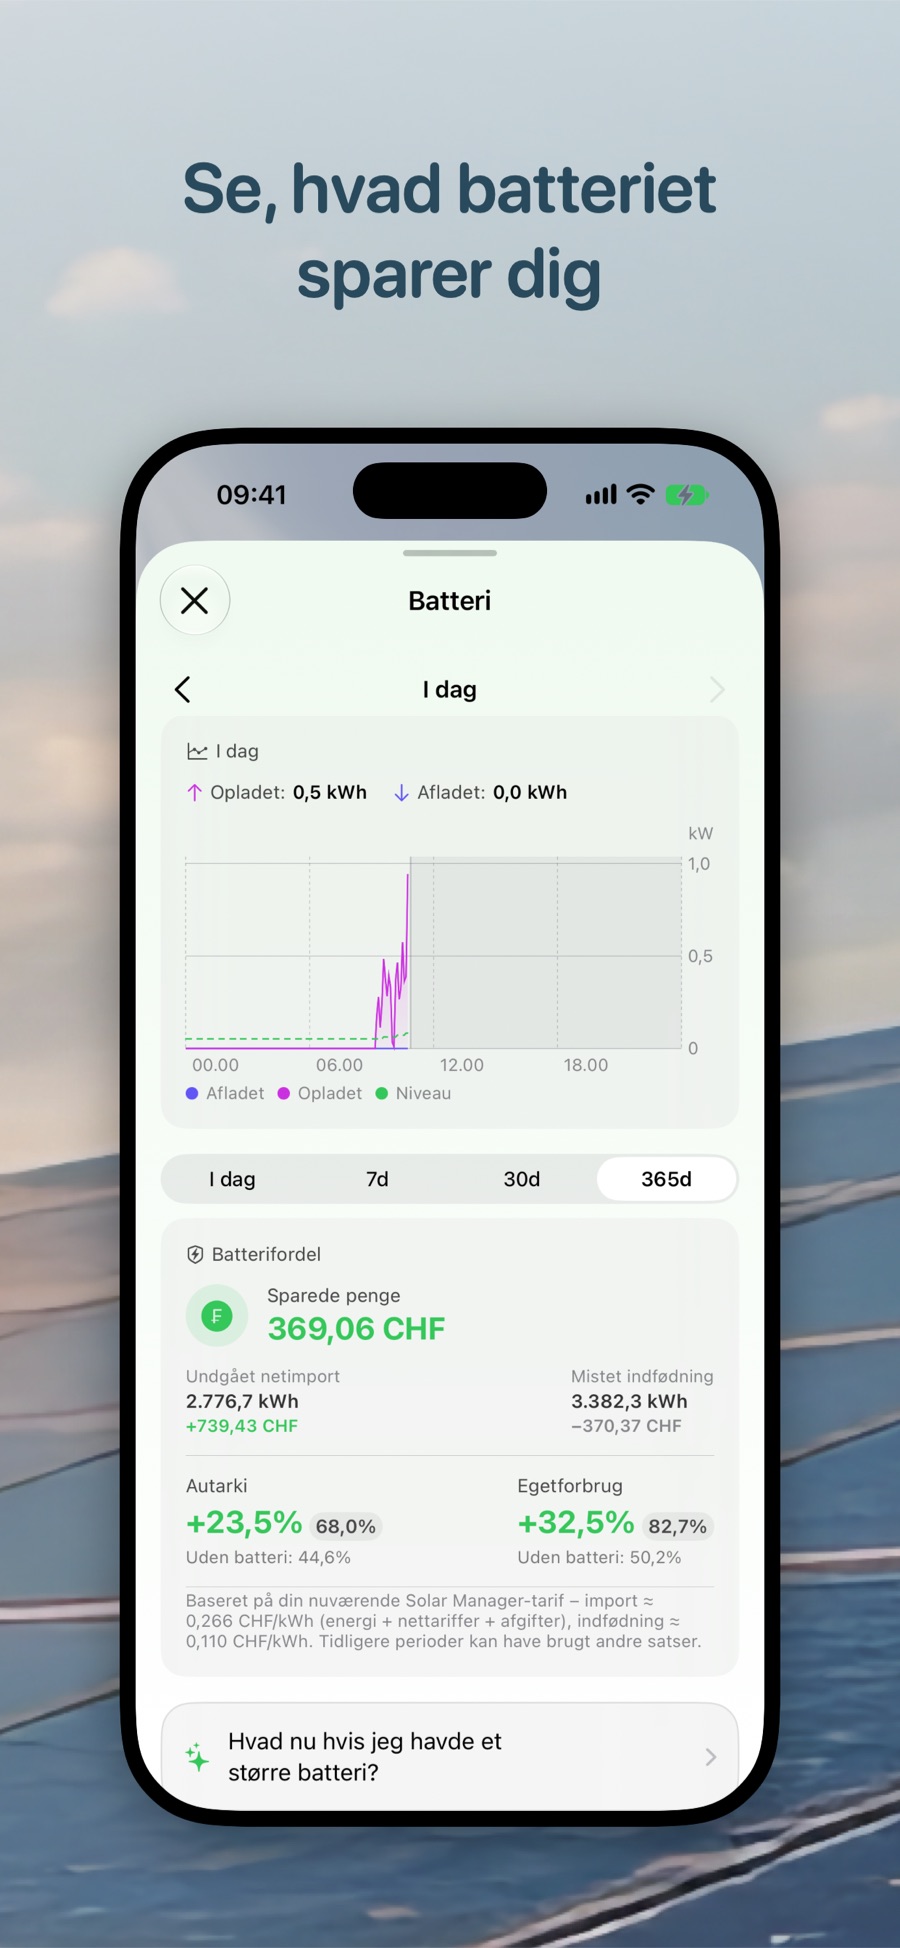 Se, hvad batteriet
sparer dig
09:41
Batteri
I dag
I dag
Opladet: 0,5 kWh Afladet: 0,0 kWh
kW
1,0
0,5
0
00.00 06.00 12.00 18.00
Afladet Opladet Niveau
I dag 7d 30d 365d
Batterifordel
Sparede penge
369,06 CHF
Undgået netimport Mistet indfødning
2.776,7 kWh 3.382,3 kWh
+739,43 CHF −370,37 CHF
Autarki Egetforbrug
+23,5% 68,0% +32,5% 82,7%
Uden batteri: 44,6% Uden batteri: 50,2%
Baseret på din nuværende Solar Manager-tarif – import ≈
0,266 CHF/kWh (energi + nettariffer + afgifter), indfødning ≈
0,110 CHF/kWh. Tidligere perioder kan have brugt andre satser.
Hvad nu hvis jeg havde et
større batteri?